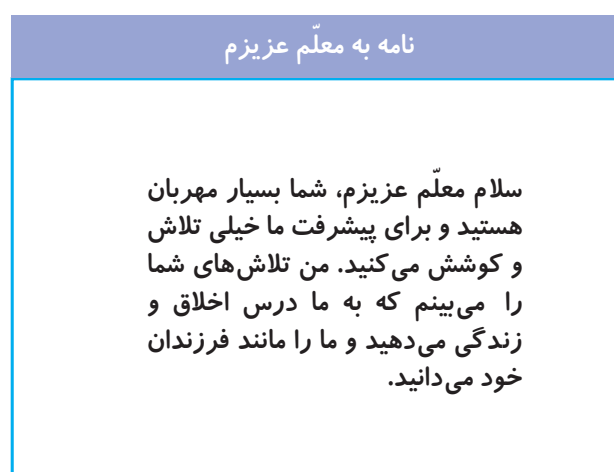 نامه به معلّم عزیزم
سلام معلّم عزیزم، شما بسیار مهربان
هستید و برای پیشرفت ما خیلی تلاش
و کوشش می‌کنید. من تلاش‌های شما
را می‌بینم که به ما درس اخلاق و
زندگی می‌دهید و ما را مانند فرزندان
خود می‌دانید.